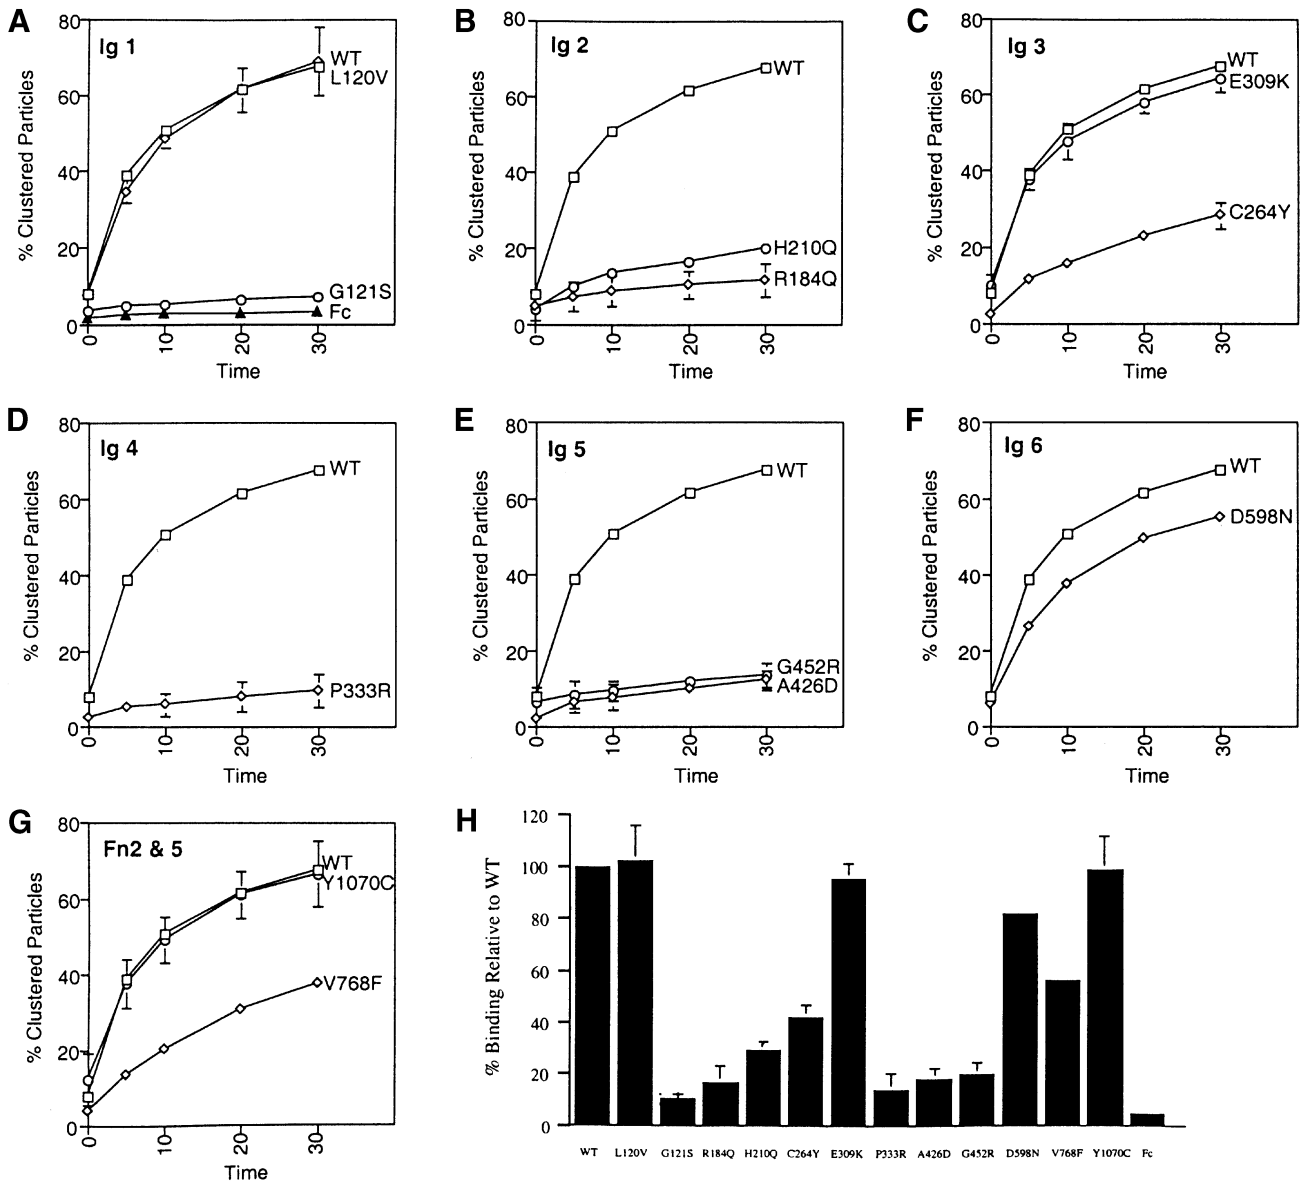 A
Ig 1
% Clustered Particles
80
60
40
20
0
WT
L120V
G121S
Fc
0 10 20 30
Time
B
Ig 2
% Clustered Particles
80
60
40
20
0
WT
H210Q
R184Q
0 10 20 30
Time
C
Ig 3
% Clustered Particles
80
60
40
20
0
WT
E309K
C264Y
0 10 20 30
Time
D
Ig 4
% Clustered Particles
80
60
40
20
0
WT
P333R
0 10 20 30
Time
E
Ig 5
% Clustered Particles
80
60
40
20
0
WT
G452R
A426D
0 10 20 30
Time
F
Ig 6
% Clustered Particles
80
60
40
20
0
WT
D598N
0 10 20 30
Time
G
Fn2 & 5
% Clustered Particles
80
60
40
20
0
WT
Y1070C
V768F
0 10 20 30
Time
H
% Binding Relative to WT
120
100
80
60
40
20
0
WT L120V G121S R184Q H210Q C264Y E309K P333R A426D G452R D598N V768F Y1070C Fc